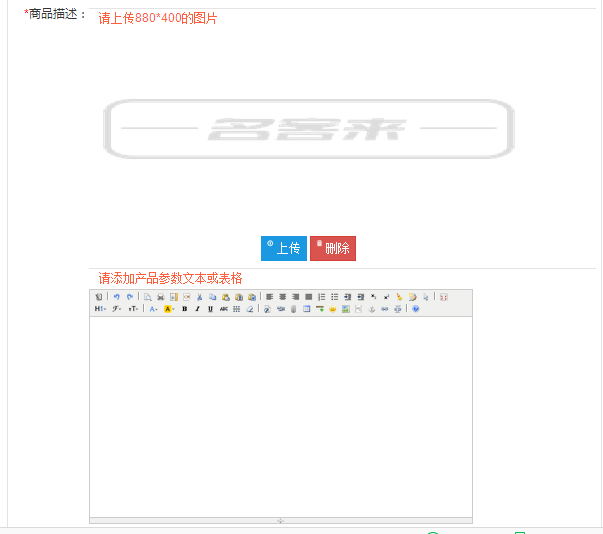 *商品描述：
请上传880*400的图片
名客来
上传 删除
请添加产品参数文本或表格
H1 F T
A A B I U ABC